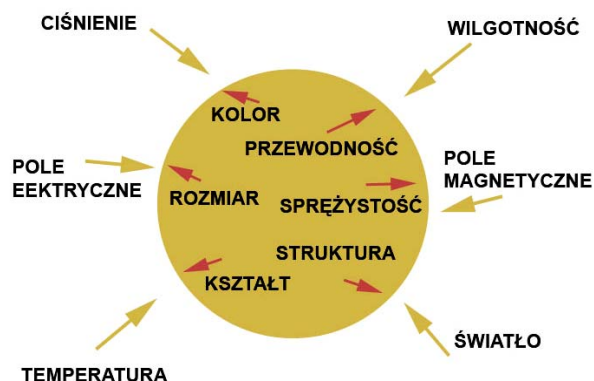 CIŚNIENIE
WILGOTNOŚĆ
KOLOR
PRZEWODNOŚĆ
POLE
EEKTRYCZNE
POLE
MAGNETYCZNE
ROZMIAR
SPRĘŻYSTOŚĆ
STRUKTURA
KSZTAŁT
ŚWIATŁO
TEMPERATURA